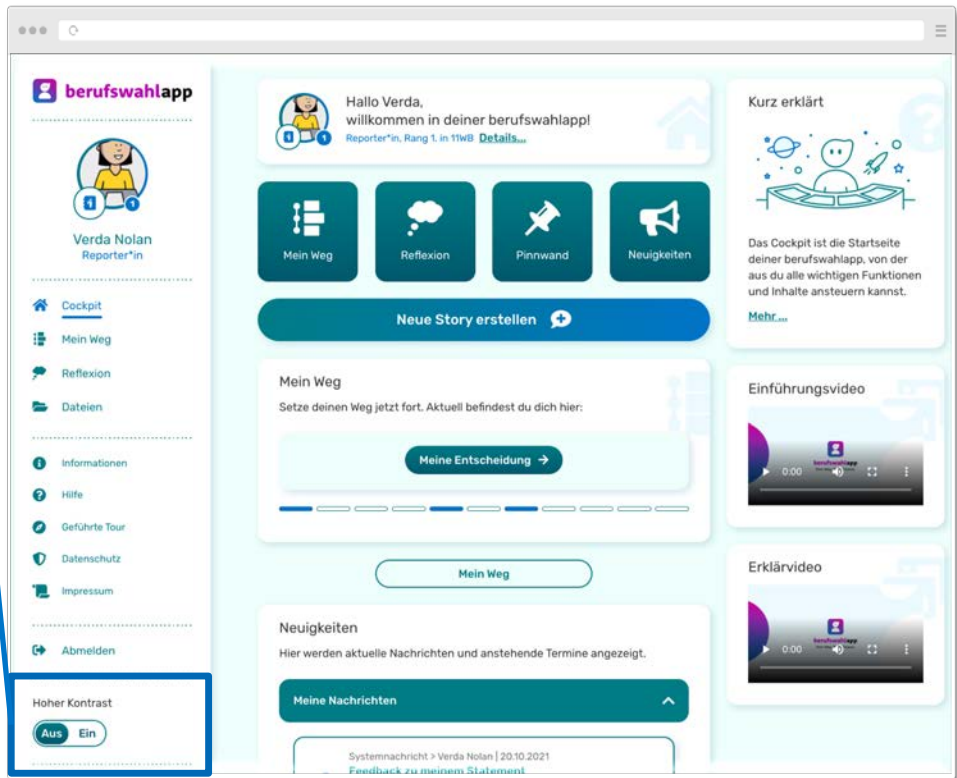 berufswahlapp
Verda Nolan
Reporter*in
Cockpit
Mein Weg
Reflexion
Dateien
Informationen
Hilfe
Geführte Tour
Datenschutz
Impressum
Abmelden
Hoher Kontrast
Aus Ein
Hallo Verda,
willkommen in deiner berufswahlapp!
Reporter*in, Rang 1. in 11WB Details...
Mein Weg
Reflexion
Pinnwand
Neuigkeiten
Neue Story erstellen
Mein Weg
Setze deinen Weg jetzt fort. Aktuell befindest du dich hier:
Meine Entscheidung →
Mein Weg
Neuigkeiten
Hier werden aktuelle Nachrichten und anstehende Termine angezeigt.
Meine Nachrichten
Systemnachricht > Verda Nolan | 20.10.2021
Feedback zu meinem Statement
Kurz erklärt
Das Cockpit ist die Startseite
deiner berufswahlapp, von der
aus du alle wichtigen Funktionen
und Inhalte ansteuern kannst.
Mehr ...
Einführungsvideo
berufswahlapp
0:00
Erklärvideo
berufswahlapp
0:00